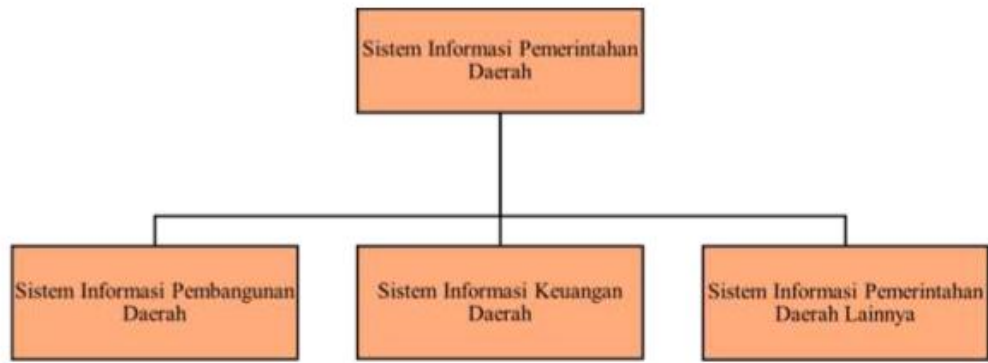 Sistem Informasi Pemerintahan
Daerah
Sistem Informasi Pembangunan
Daerah
Sistem Informasi Keuangan
Daerah
Sistem Informasi Pemerintahan
Daerah Lainnya